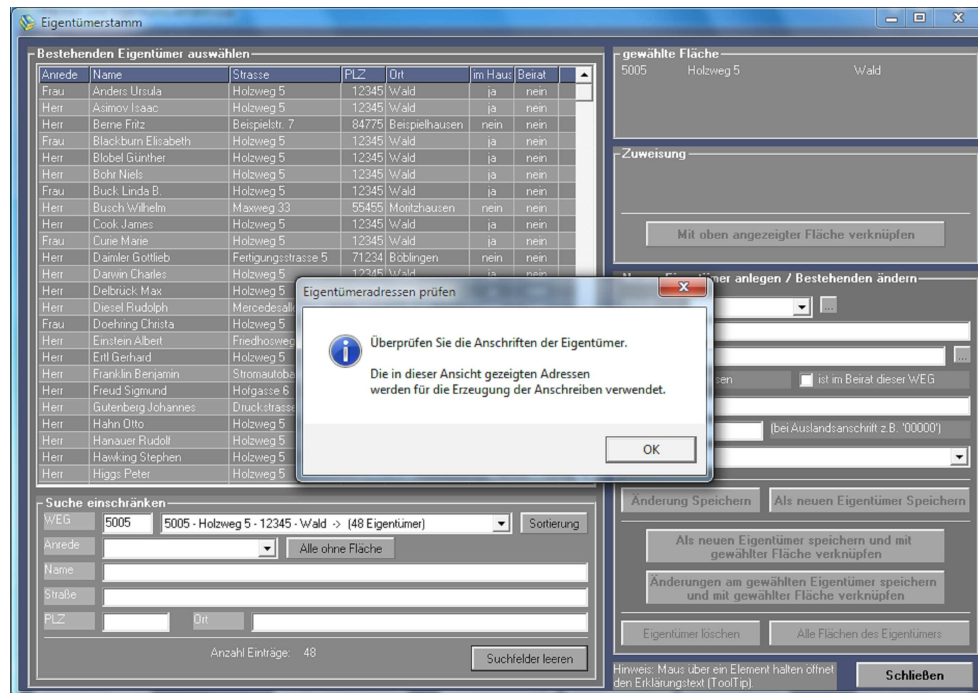 Eigentümerstamm
Bestehenden Eigentümer auswählen
Anrede Name Strasse PLZ Ort im Haus Beirat
Frau Anders Ursula Holzweg 5 12345 Wald ja nein
Herr Asimov Isaac Holzweg 5 12345 Wald ja nein
Herr Berne Fritz Beispielstr. 7 84775 Beispielhausen nein nein
Frau Blackburn Elisabeth Holzweg 5 12345 Wald ja nein
Herr Blobel Günther Holzweg 5 12345 Wald ja nein
Herr Bohr Niels Holzweg 5 12345 Wald ja nein
Frau Buck Linda B. Holzweg 5 12345 Wald ja nein
Herr Busch Wilhelm Maxweg 33 55455 Moritzhausen nein nein
Herr Cook James Holzweg 5 12345 Wald ja nein
Frau Curie Marie Holzweg 5 12345 Wald ja nein
Herr Daimler Gottlieb Fertigungsstrasse 5 71234 Böblingen nein nein
Herr Darwin Charles Holzweg 5 12345 Wald ja nein
Herr Delbrück Max Holzweg 5
Herr Diesel Rudolph
Frau Doehring Christa Holzweg 5
Herr Einstein Albert Friedhosweg
Herr Ertl Gerhard Holzweg 5
Herr Franklin Benjamin
Herr Freud Sigmund Hofgasse 6
Herr Gutenberg Johannes Druckstrasse
Herr Hahn Otto Holzweg 5
Herr Hanauer Rudolf Holzweg 5
Herr Hawking Stephen Holzweg 5
Herr Higgs Peter Holzweg 5
Suche einschränken
WEG 5005 5005 - Holzweg 5 - 12345 - Wald -> (48 Eigentümer) Sortierung
Anrede Alle ohne Fläche
Name
Straße
PLZ Ort
Anzahl Einträge: 48 Suchfelder leeren
gewählte Fläche
5005 Holzweg 5 Wald
Zuweisung
Mit oben angezeigter Fläche verknüpfen
anlegen / Bestehenden ändern
...
...
ist im Beirat dieser WEG
(bei Auslandsanschrift z.B. '00000')
Änderung Speichern Als neuen Eigentümer Speichern
Als neuen Eigentümer speichern und mit
gewählter Fläche verknüpfen
Änderungen am gewählten Eigentümer speichern
und mit gewählter Fläche verknüpfen
Eigentümer löschen Alle Flächen des Eigentümers
Hinweis: Maus über ein Element halten öffnet
den Erklärungstext (ToolTip).
Schließen
Eigentümeradressen prüfen
Überprüfen Sie die Anschriften der Eigentümer.
Die in dieser Ansicht gezeigten Adressen
werden für die Erzeugung der Anschreiben verwendet.
OK